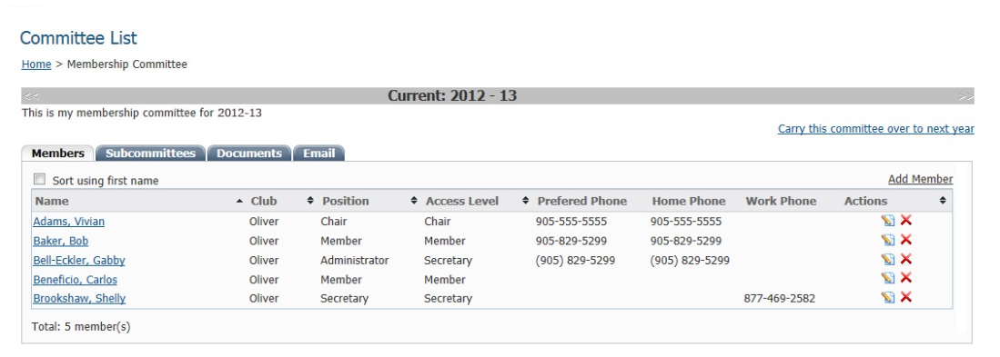 Committee List
Home > Membership Committee
<< Current: 2012 - 13 >>
This is my membership committee for 2012-13
Carry this committee over to next year
Members Subcommittees Documents Email
Sort using first name Add Member
Name Club Position Access Level Prefered Phone Home Phone Work Phone Actions
Adams, Vivian Oliver Chair Chair 905-555-5555 905-555-5555
Baker, Bob Oliver Member Member 905-829-5299 905-829-5299
Bell-Eckler, Gabby Oliver Administrator Secretary (905) 829-5299 (905) 829-5299
Beneficio, Carlos Oliver Member Member
Brookshaw, Shelly Oliver Secretary Secretary 877-469-2582
Total: 5 member(s)